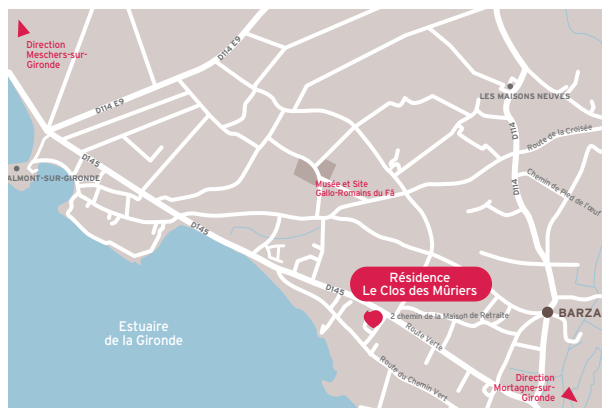 Direction
Meschers-sur-
Gironde
D114 E9
D114 E9
LES MAISONS NEUVES
D114
Route de la Croisée
D145
ALMONT-SUR-GIRONDE
Musée et Site
Gallo-Romains du Fâ
D114
Chemin de Pied de l'œuf
D145
D145
Résidence
Le Clos des Mûriers
2 chemin de la Maison de Retraite
BARZA
Estuaire
de la Gironde
Route Verte
Route du Chemin Vert
Direction
Mortagne-sur-
Gironde